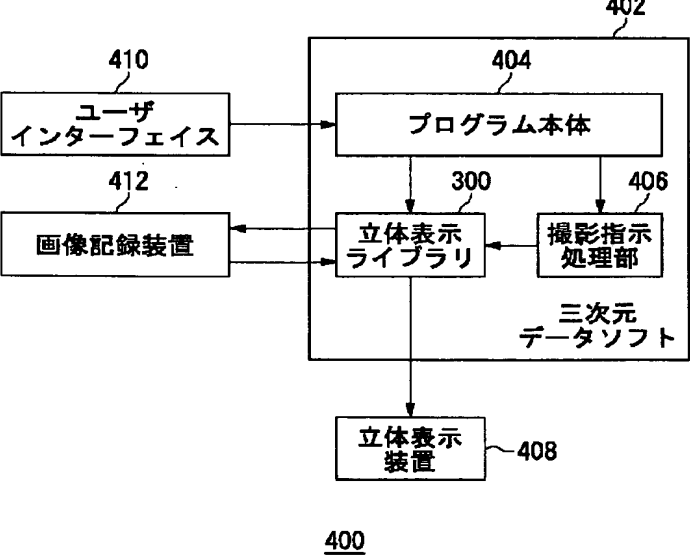 402
410
404
ユーザ
インターフェイス
プログラム本体
412
300
406
画像記録装置
立体表示
ライブラリ
撮影指示
処理部
三次元
データソフト
立体表示
装置
408
400